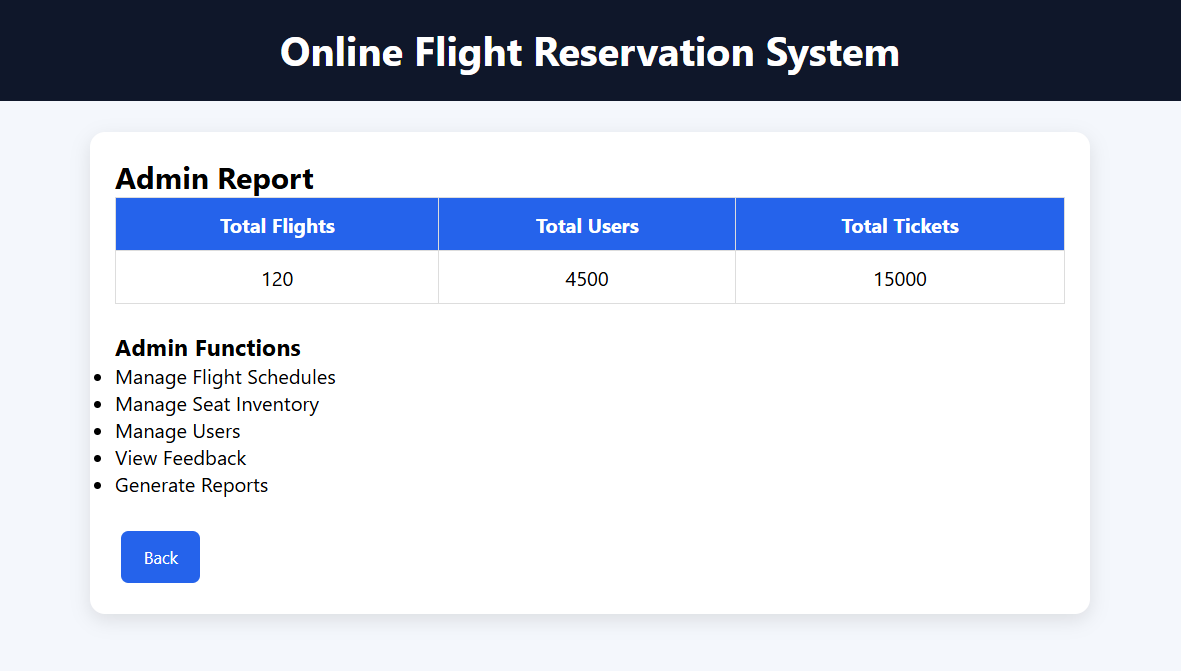 Online Flight Reservation System
Admin Report
Total Flights Total Users Total Tickets
120 4500 15000
Admin Functions
Manage Flight Schedules
Manage Seat Inventory
Manage Users
View Feedback
Generate Reports
Back